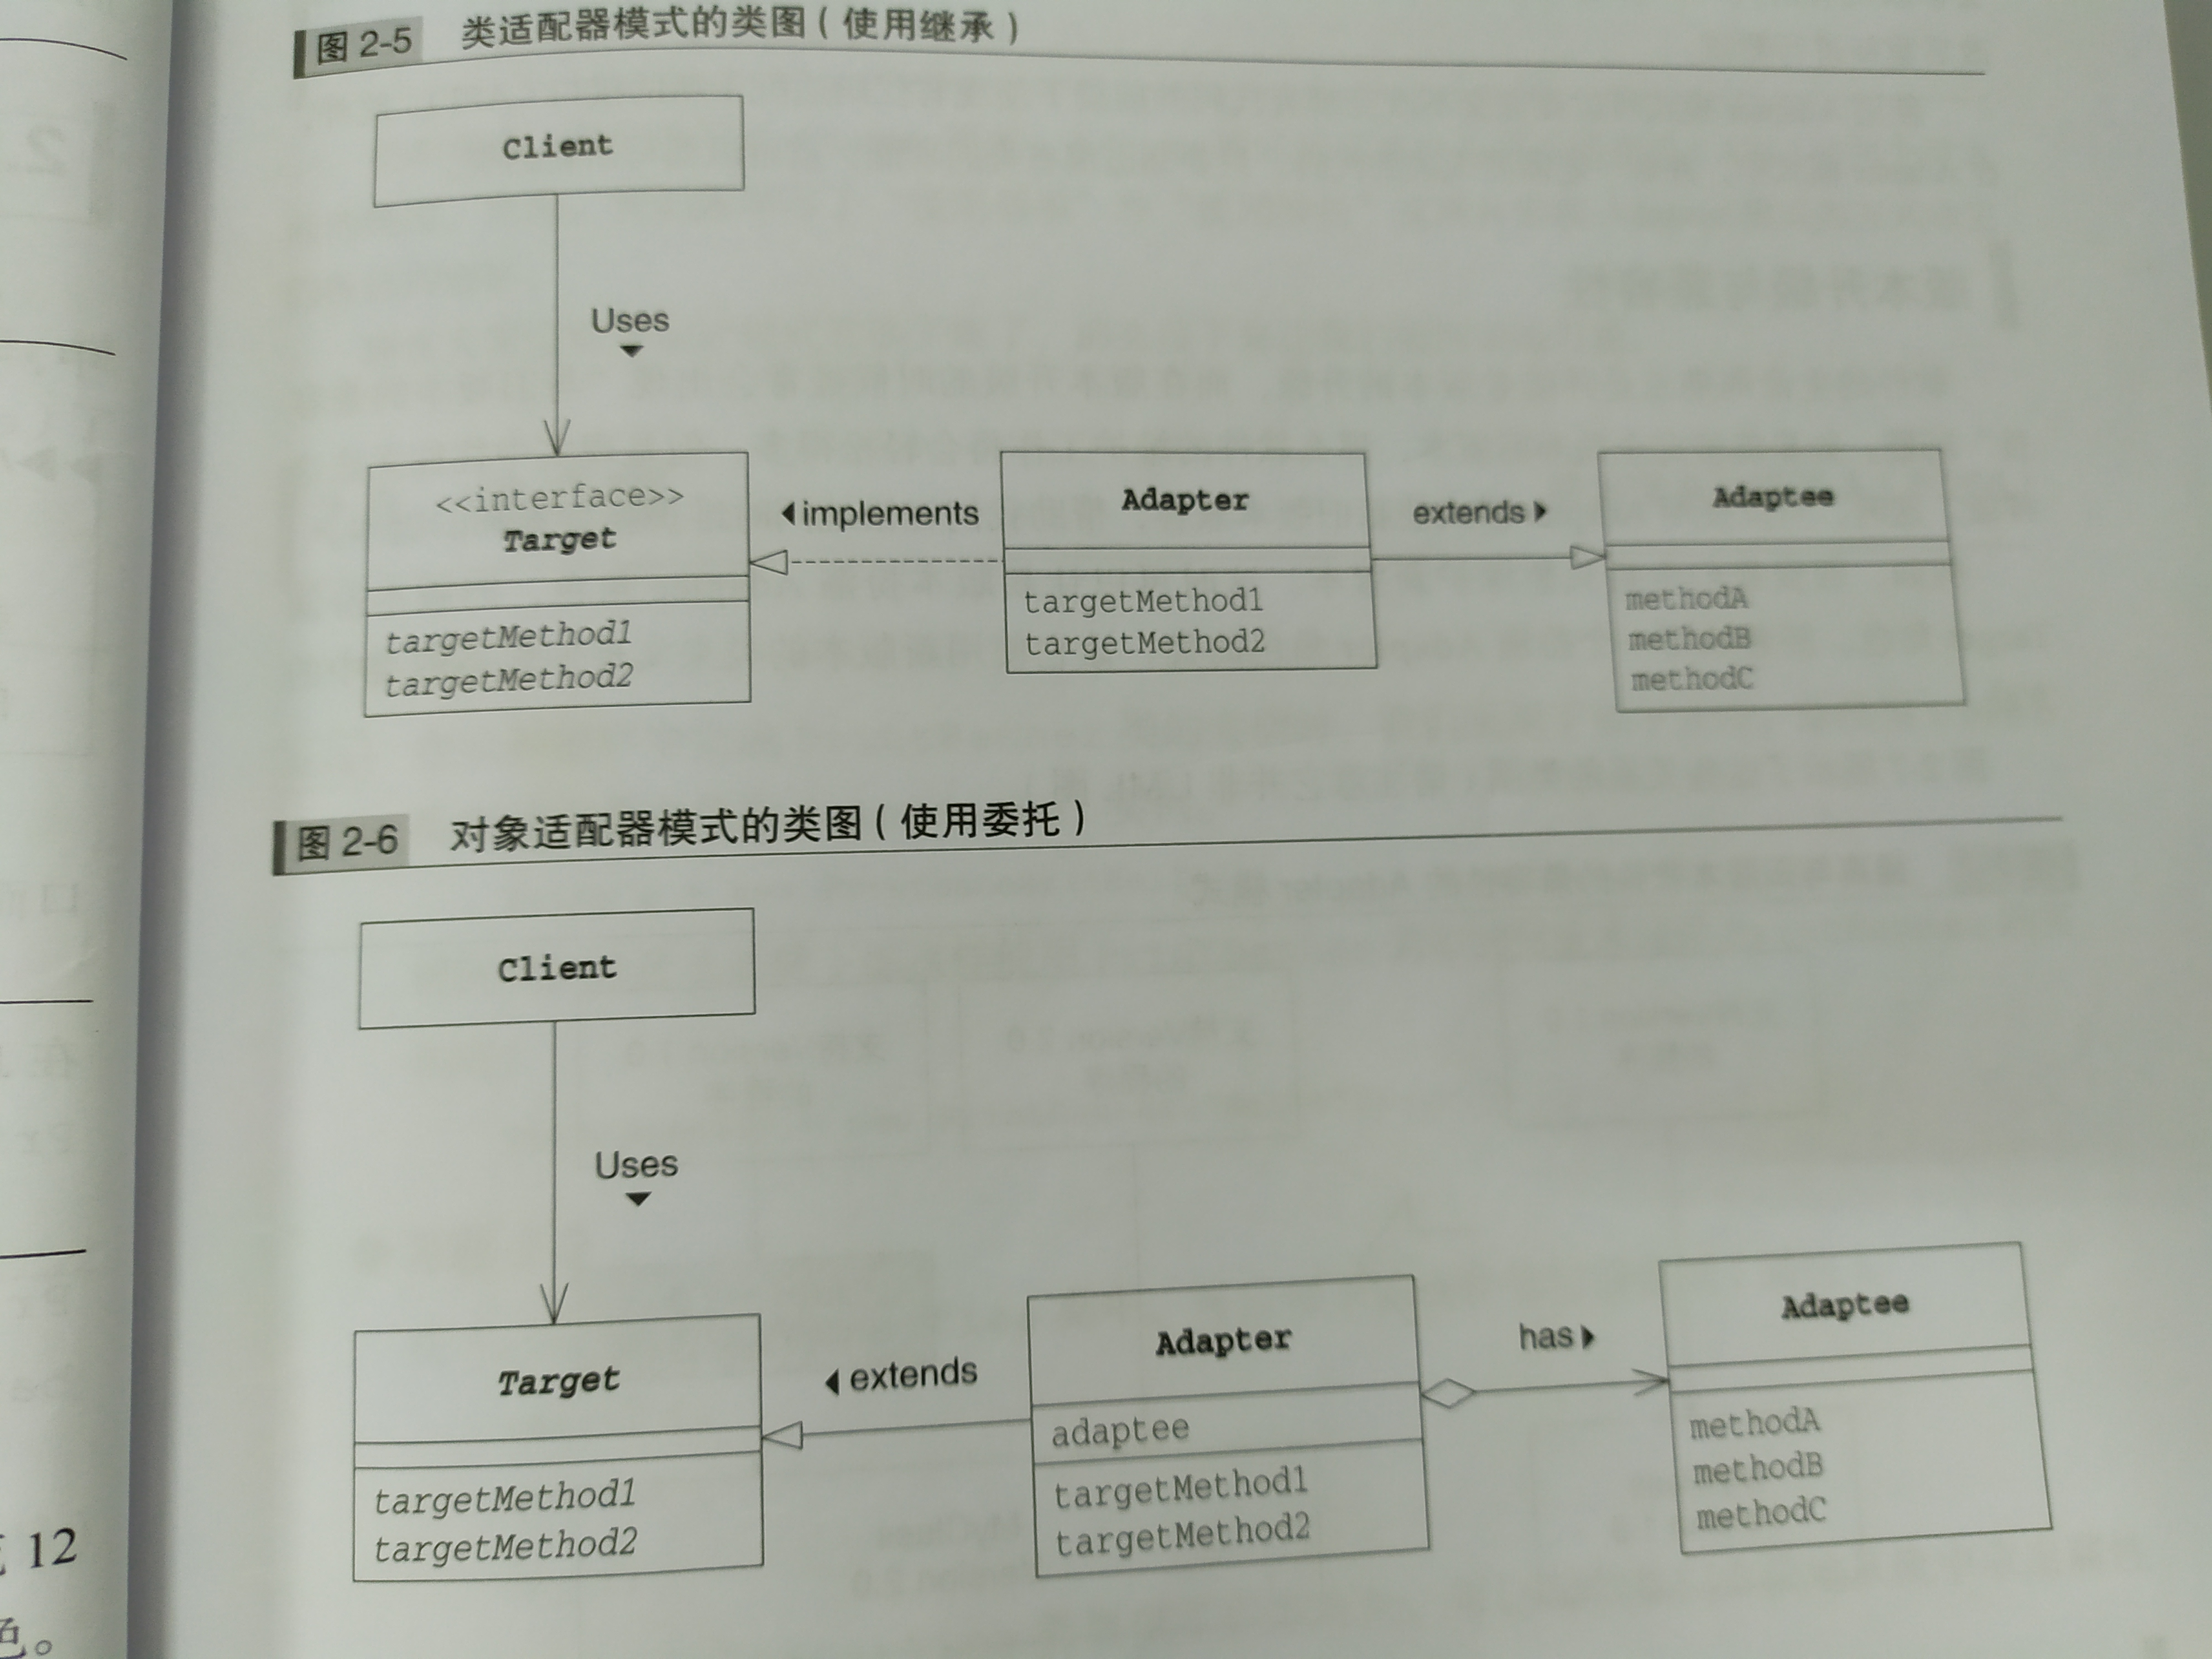 12
图 2-5 类适配器模式的类图（使用继承）
Client
Uses
<<interface>>
Target
targetMethod1
targetMethod2
implements
Adapter
targetMethod1
targetMethod2
extends
Adaptee
methodA
methodB
methodC
图 2-6 对象适配器模式的类图（使用委托）
Client
Uses
Target
targetMethod1
targetMethod2
extends
Adapter
adaptee
targetMethod1
targetMethod2
has
Adaptee
methodA
methodB
methodC